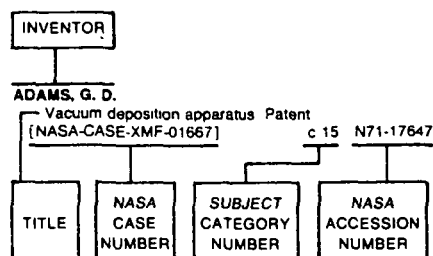 INVENTOR
ADAMS, G. D.
Vacuum deposition apparatus Patent
[NASA-CASE-XMF-01667] c 15 N71-17647
TITLE
NASA CASE NUMBER
SUBJECT CATEGORY NUMBER
NASA ACCESSION NUMBER